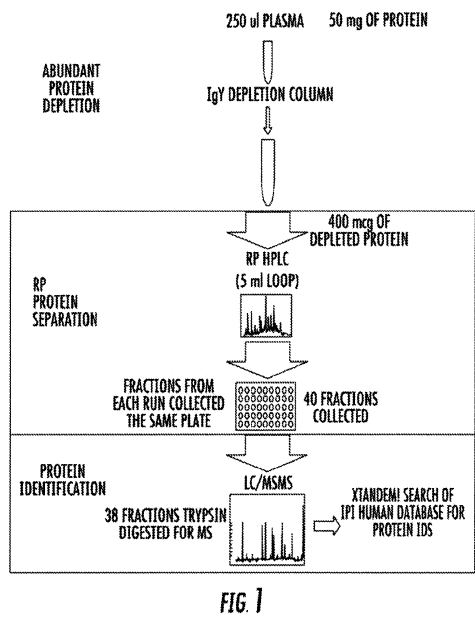 250 ul PLASMA 50 mg OF PROTEIN
ABUNDANT
PROTEIN
DEPLETION
IgY DEPLETION COLUMN
400 mcg OF
DEPLETED PROTEIN
RP HPLC
(5 ml LOOP)
RP
PROTEIN
SEPARATION
FRACTIONS FROM
EACH RUN COLLECTED
THE SAME PLATE
40 FRACTIONS
COLLECTED
PROTEIN
IDENTIFICATION
LC/MSMS
38 FRACTIONS TRYPSIN
DIGESTED FOR MS
XTANDEM! SEARCH OF
IPI HUMAN DATABASE FOR
PROTEIN IDS
FIG. 1